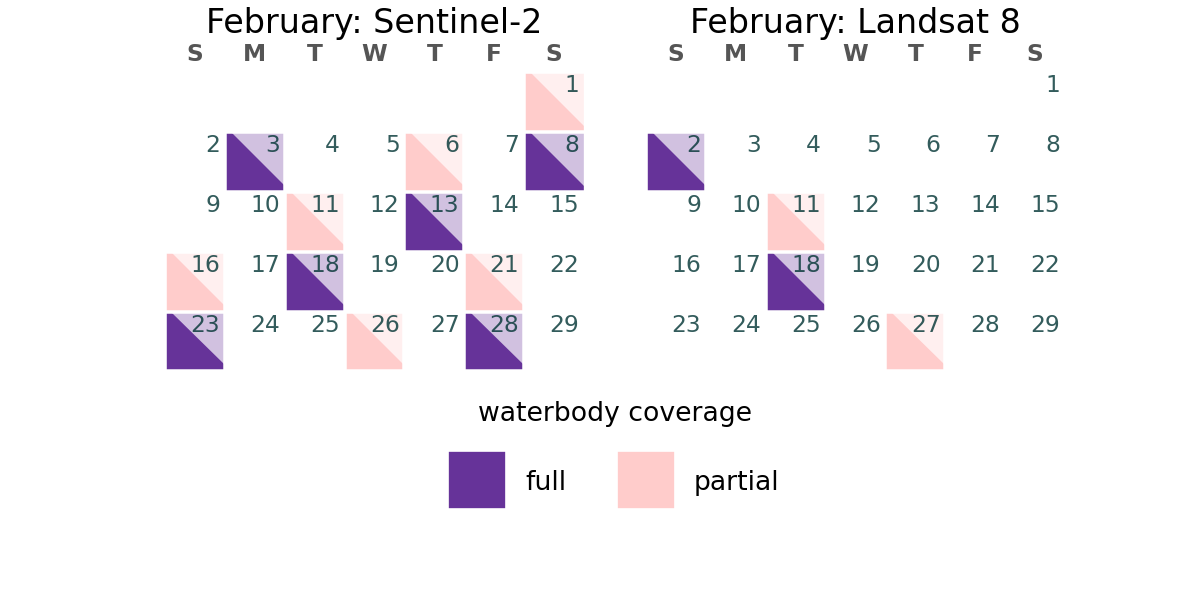 February: Sentinel-2
S M T W T F S
1
2 3 4 5 6 7 8
9 10 11 12 13 14 15
16 17 18 19 20 21 22
23 24 25 26 27 28 29
February: Landsat 8
S M T W T F S
1
2 3 4 5 6 7 8
9 10 11 12 13 14 15
16 17 18 19 20 21 22
23 24 25 26 27 28 29
waterbody coverage
full partial